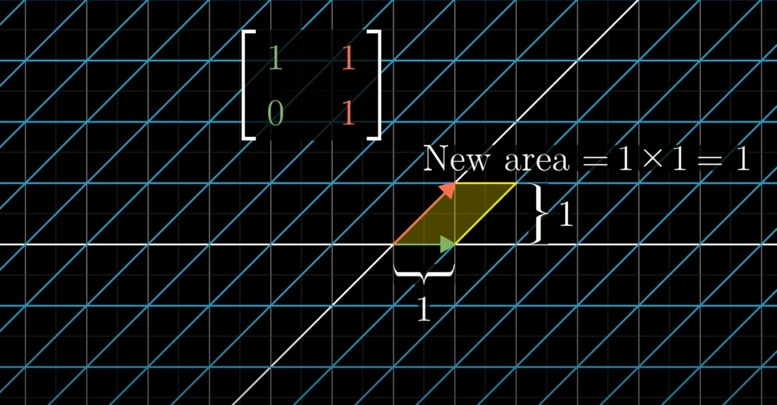 1 1
0 1
New area = 1 × 1 = 1
1
1